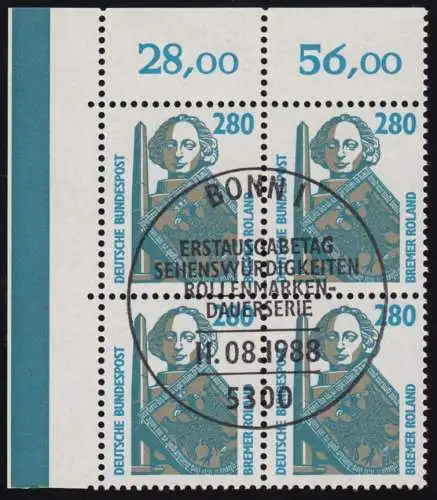 28,00 56,00
280 280
DEUTSCHE BUNDESPOST BREMER ROLAND DEUTSCHE BUNDESPOST BREMER ROLAND
BONN 1
ERSTAUSGABETAG
SEHENSWÜRDIGKEITEN
ROLLENMARKEN-
DAUERSERIE
11.08.1988
5300
280 280
DEUTSCHE BUNDESPOST BREMER ROLAND DEUTSCHE BUNDESPOST BREMER ROLAND